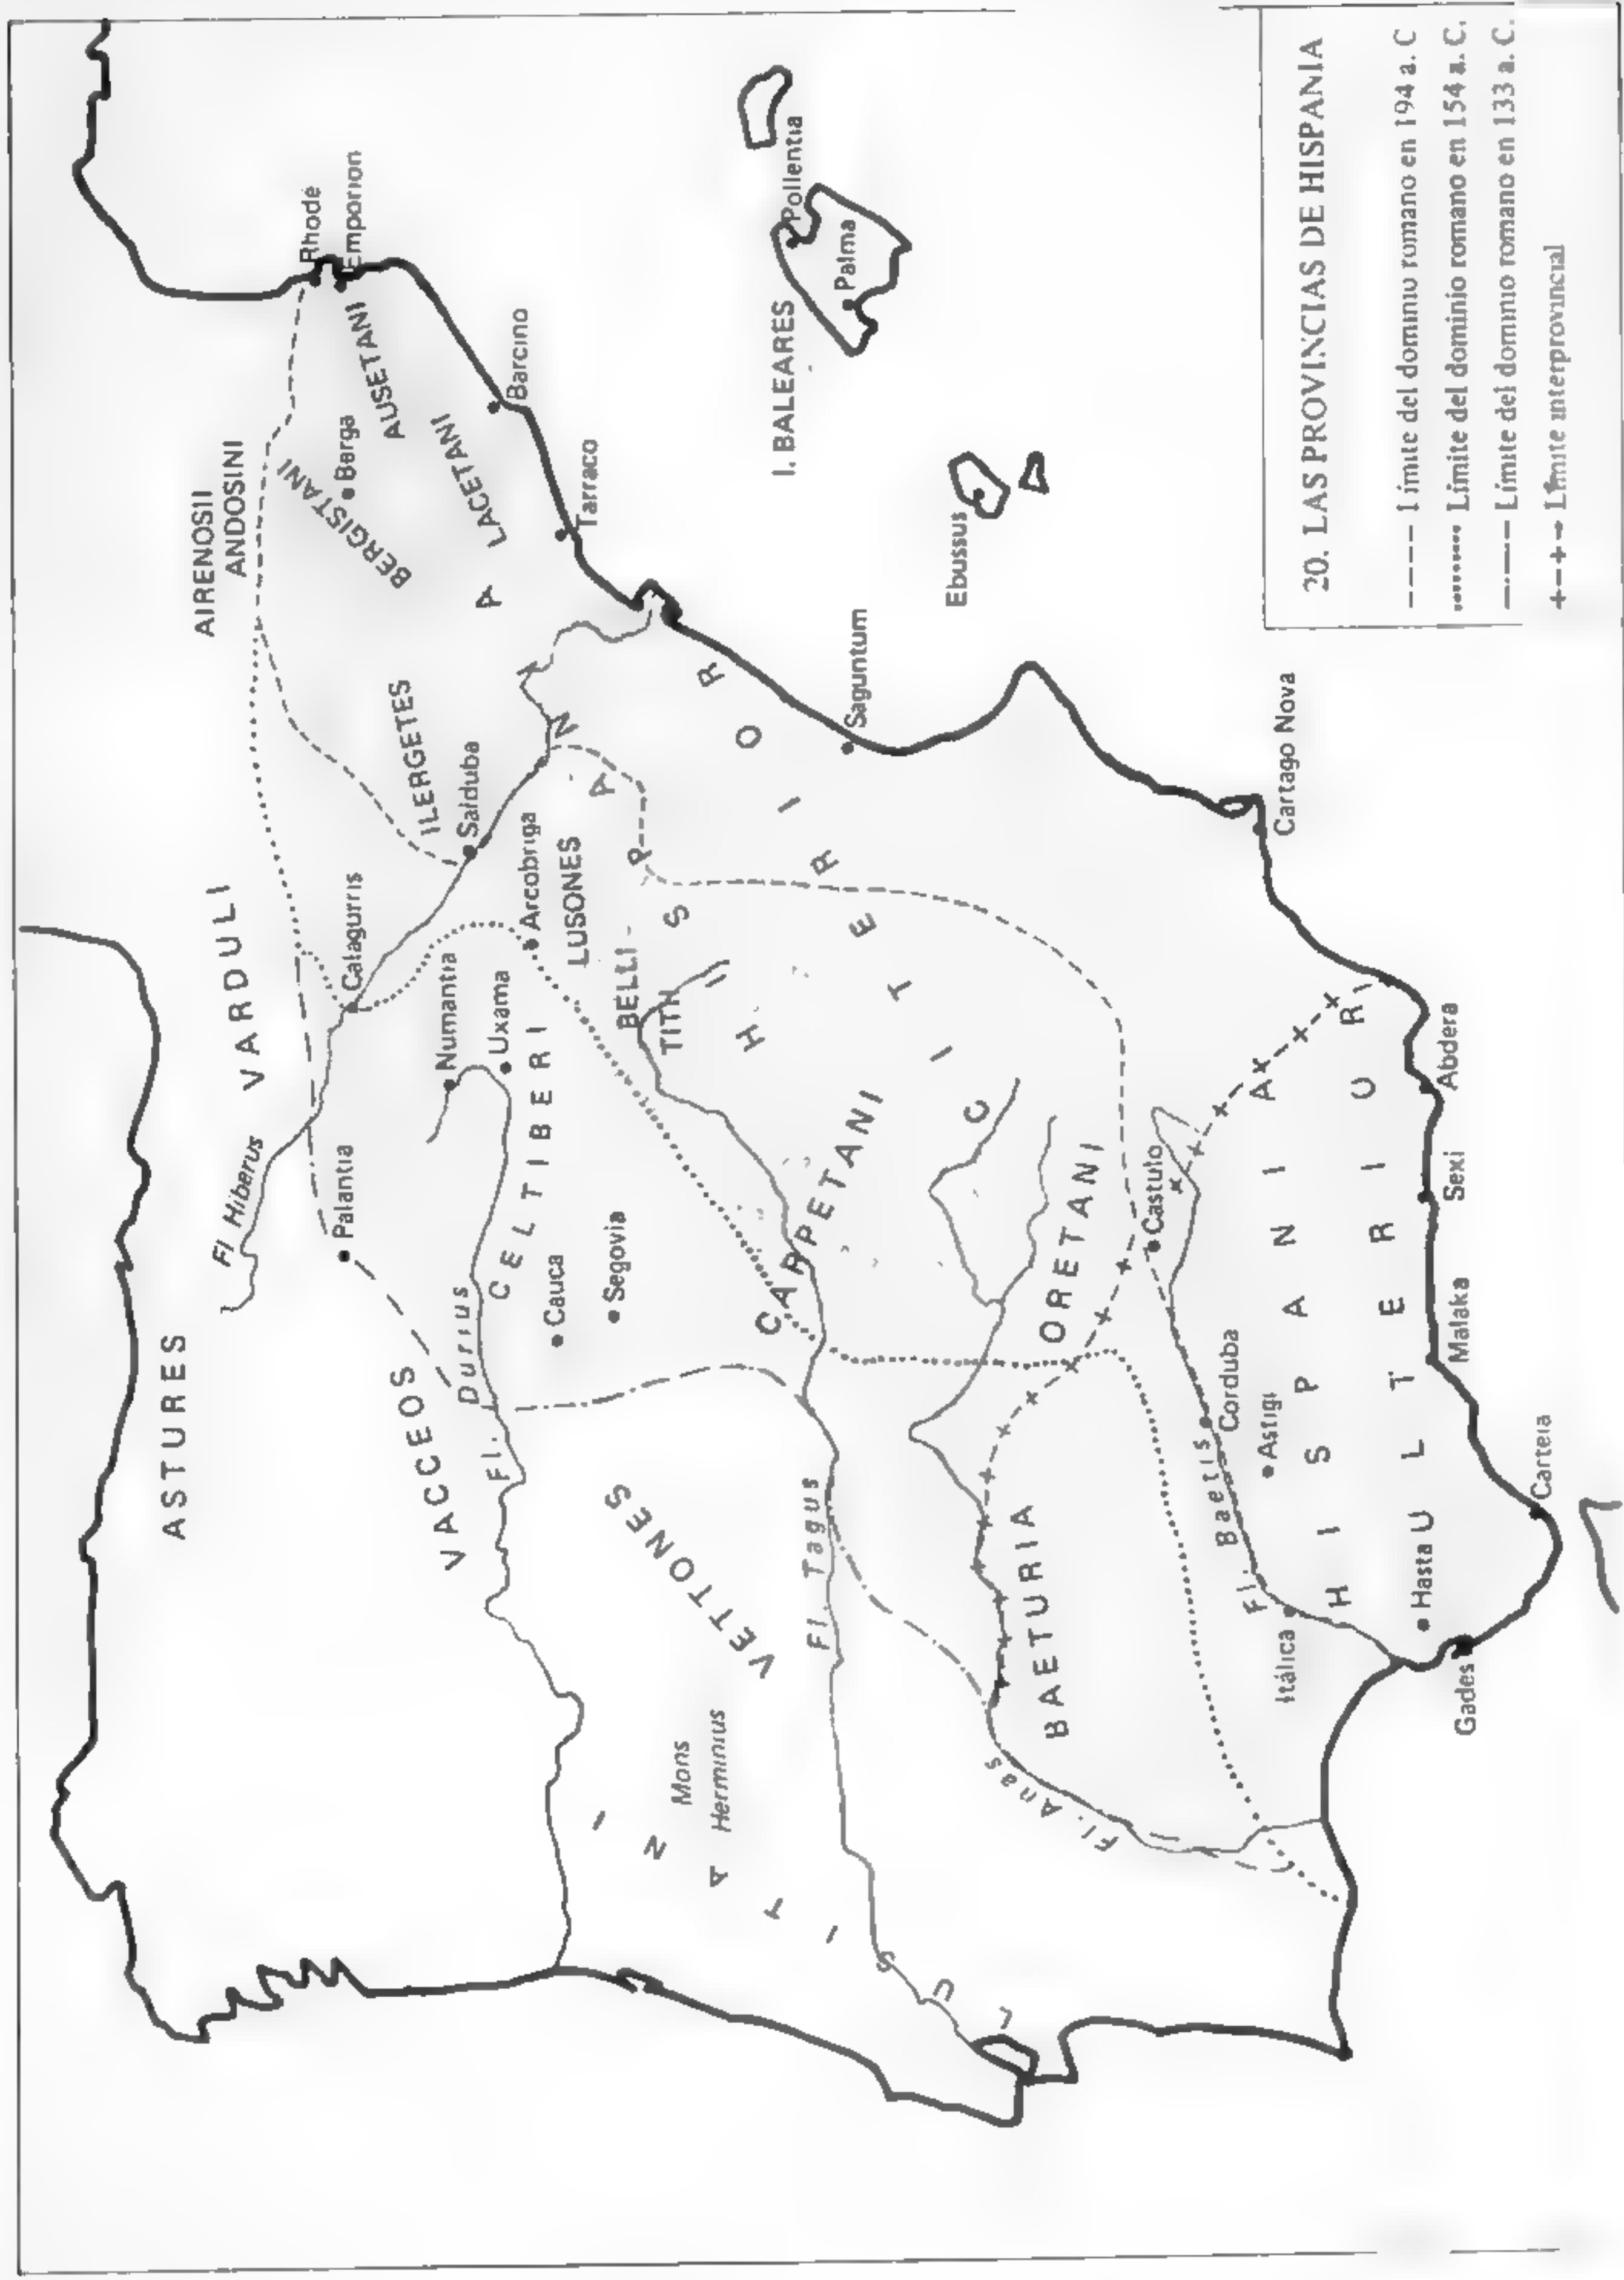 ASTURES
Fl Hiberus
VARDULI
AIRENOSII
ANDOSINI
Rhode
Emporion
BERGISTANI
Berga
AUSETANI
LACETANI
Barcino
Tarraco
Palantia
Calagurris
ILERGETES
Salduba
VACCEOS
Fl. Durius
Numantia
Uxama
Arcobriga
LUSONES
CELTIBERI
BELLI
TITII
Cauca
Segovia
VETTONES
Mons
Herminius
LUSITANI
Fl. Tagus
CARPETANI
HISPANIA
CITERIOR
Saguntum
I. BALEARES
Pollentia
Palma
Ebussus
ORETANI
BAETURIA
Fl. Anas
Castulo
Fl. Baetis
Corduba
Astigi
Itálica
HISPANIA
ULTERIOR
Hasta
Gades
Carteia
Malaka
Sexi
Abdera
Cartago Nova
20. LAS PROVINCIAS DE HISPANIA
Límite del dominio romano en 194 a. C
Límite del dominio romano en 154 a. C.
Límite del dominio romano en 133 a. C.
Límite interprovincial